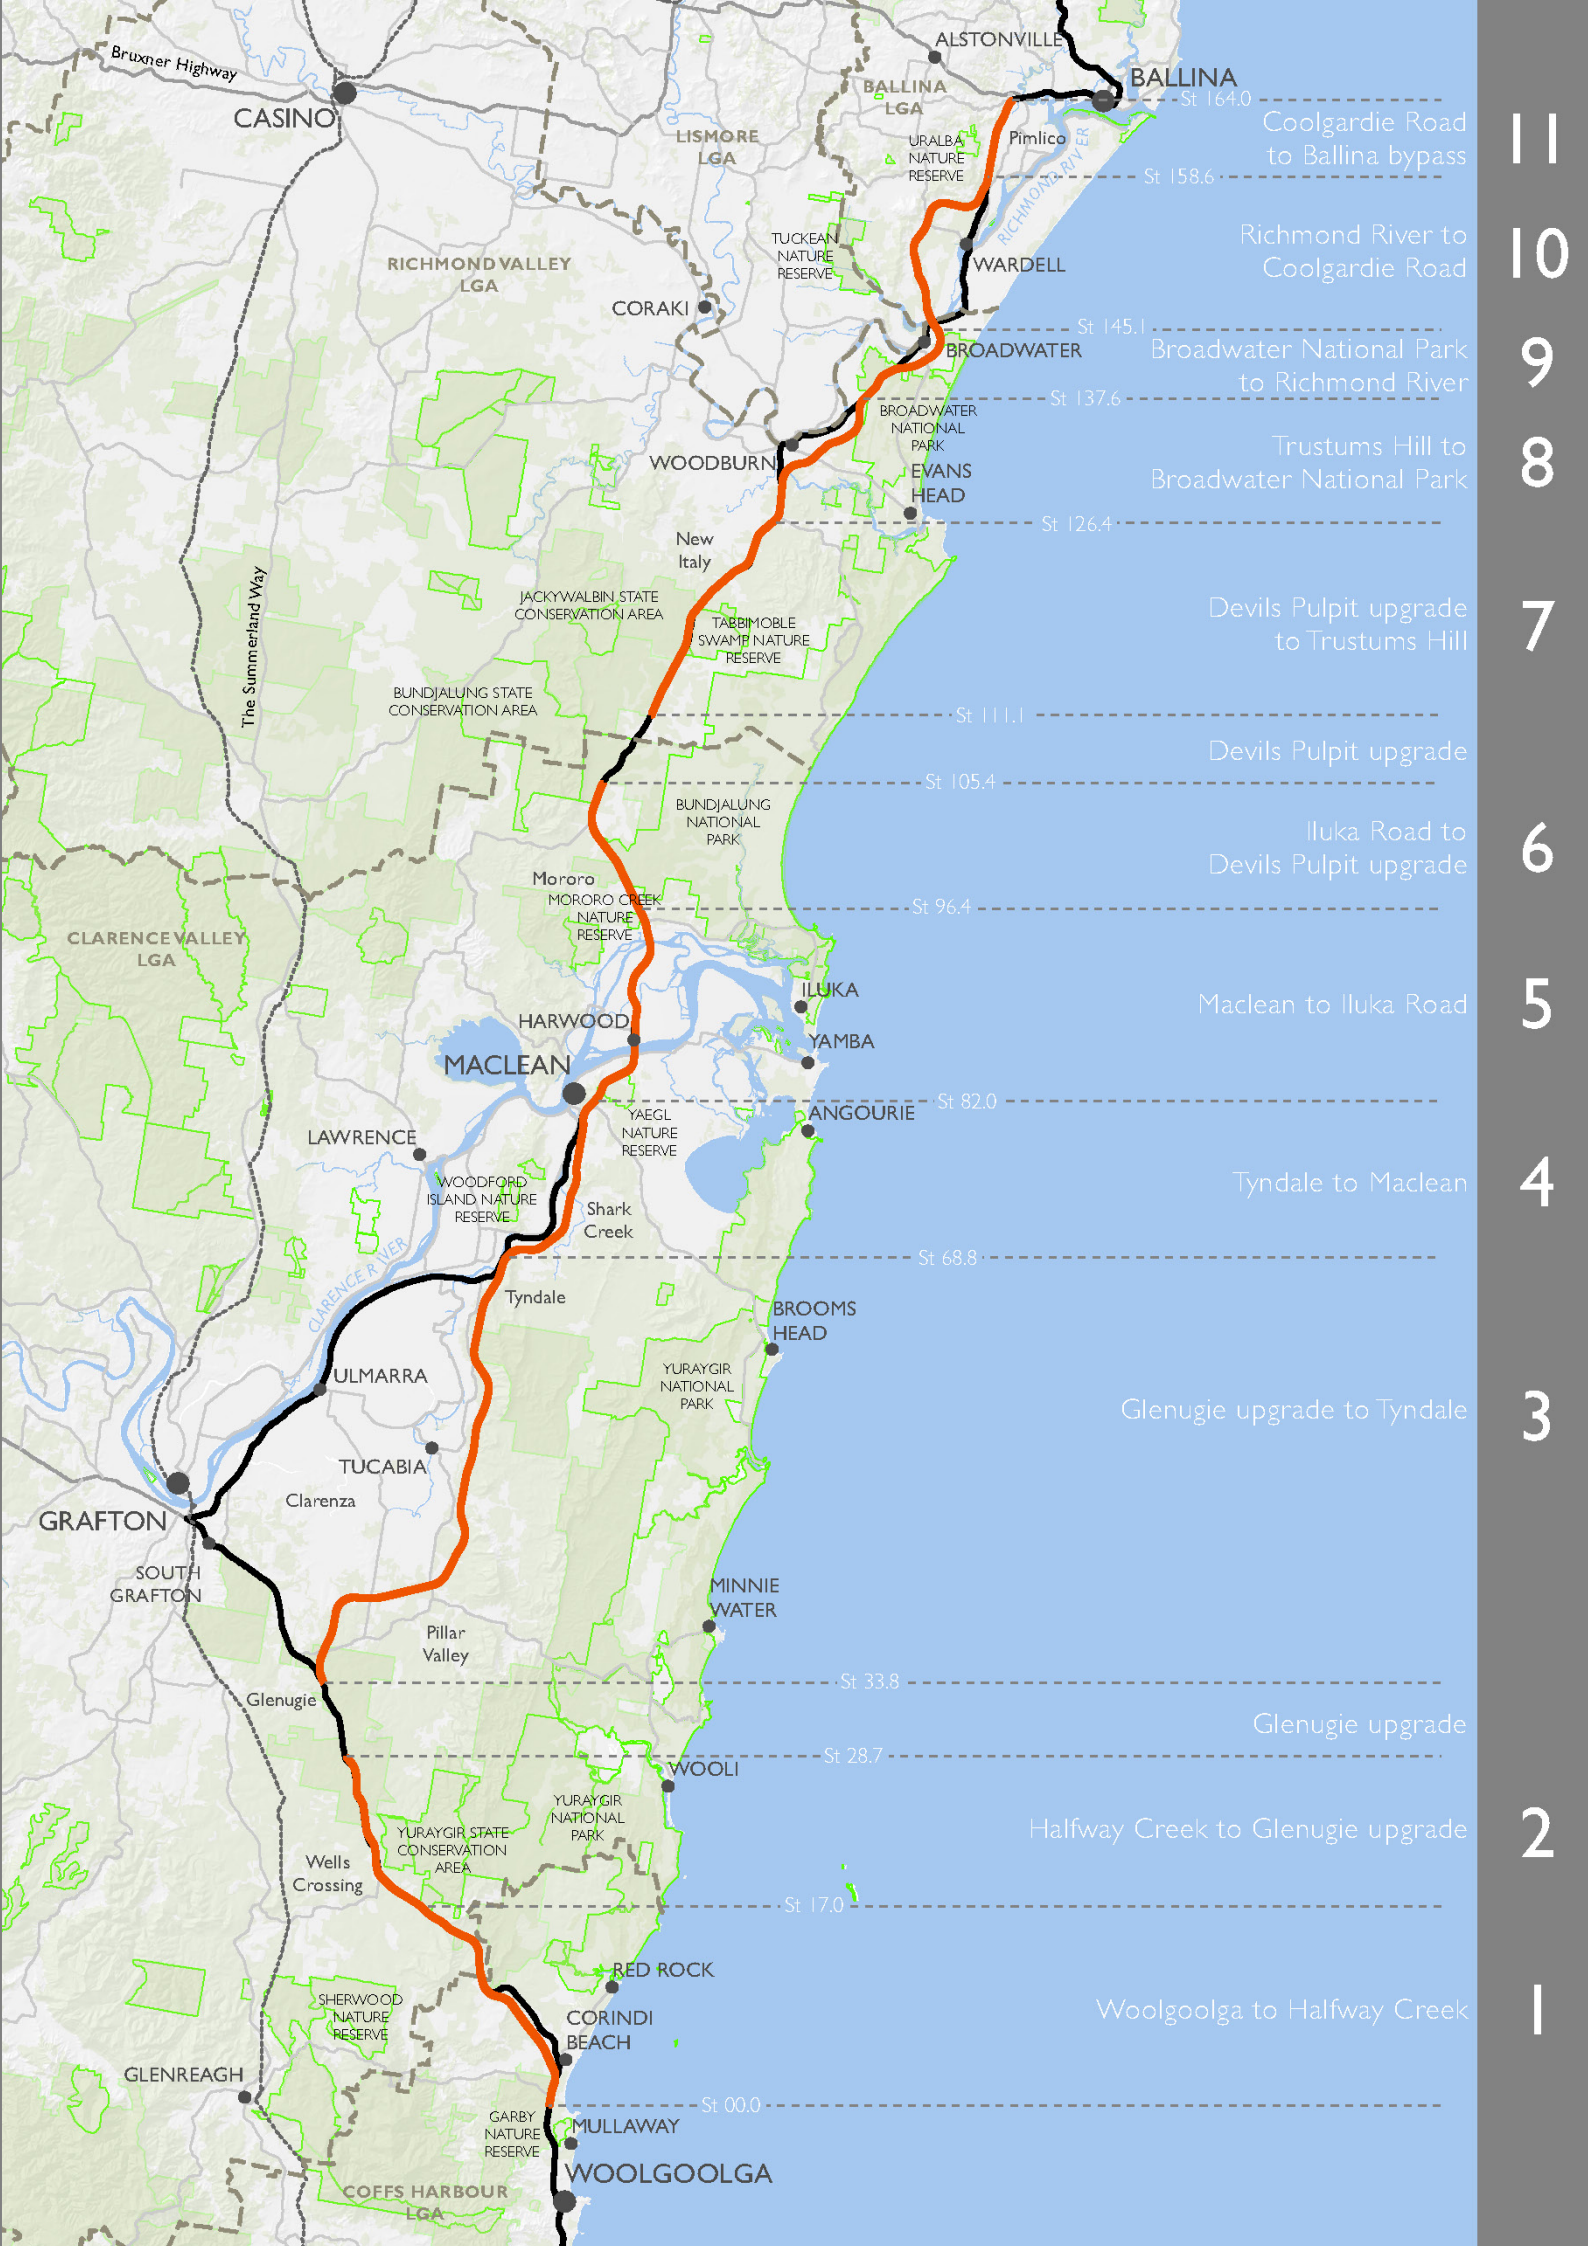 ALSTONVILLE
Bruxner Highway
BALLINA
BALLINA
LGA
St 164.0
CASINO
Coolgardie Road
to Ballina bypass
11
LISMORE
LGA
URALBA
NATURE
RESERVE
Pimlico
RICHMOND RIVER
St 158.6
TUCKEAN
NATURE
RESERVE
Richmond River to
Coolgardie Road
10
RICHMOND VALLEY
LGA
WARDELL
CORAKI
St 145.1
BROADWATER
Broadwater National Park
to Richmond River
9
St 137.6
BROADWATER
NATIONAL
PARK
WOODBURN
Trustums Hill to
Broadwater National Park
8
EVANS
HEAD
St 126.4
New
Italy
The Summerland Way
JACKYWALBIN STATE
CONSERVATION AREA
TABBIMOBLE
SWAMP NATURE
RESERVE
Devils Pulpit upgrade
to Trustums Hill
7
BUNDJALUNG STATE
CONSERVATION AREA
St 111.1
Devils Pulpit upgrade
St 105.4
BUNDJALUNG
NATIONAL
PARK
Iluka Road to
Devils Pulpit upgrade
6
Mororo
MORORO CREEK
NATURE
RESERVE
St 96.4
CLARENCE VALLEY
LGA
ILUKA
Maclean to Iluka Road
5
HARWOOD
YAMBA
MACLEAN
St 82.0
YAEGL
NATURE
RESERVE
ANGOURIE
LAWRENCE
WOODFORD
ISLAND NATURE
RESERVE
Tyndale to Maclean
4
Shark
Creek
CLARENCE RIVER
St 68.8
Tyndale
BROOMS
HEAD
ULMARRA
YURAYGIR
NATIONAL
PARK
Glenugie upgrade to Tyndale
3
TUCABIA
Clarenza
GRAFTON
SOUTH
GRAFTON
MINNIE
WATER
Pillar
Valley
St 33.8
Glenugie
Glenugie upgrade
St 28.7
WOOLI
YURAYGIR
NATIONAL
PARK
YURAYGIR STATE
CONSERVATION
AREA
Halfway Creek to Glenugie upgrade
2
Wells
Crossing
St 17.0
RED ROCK
SHERWOOD
NATURE
RESERVE
CORINDI
BEACH
Woolgoolga to Halfway Creek
1
GLENREAGH
St 00.0
GARBY
NATURE
RESERVE
MULLAWAY
WOOLGOOLGA
COFFS HARBOUR
LGA